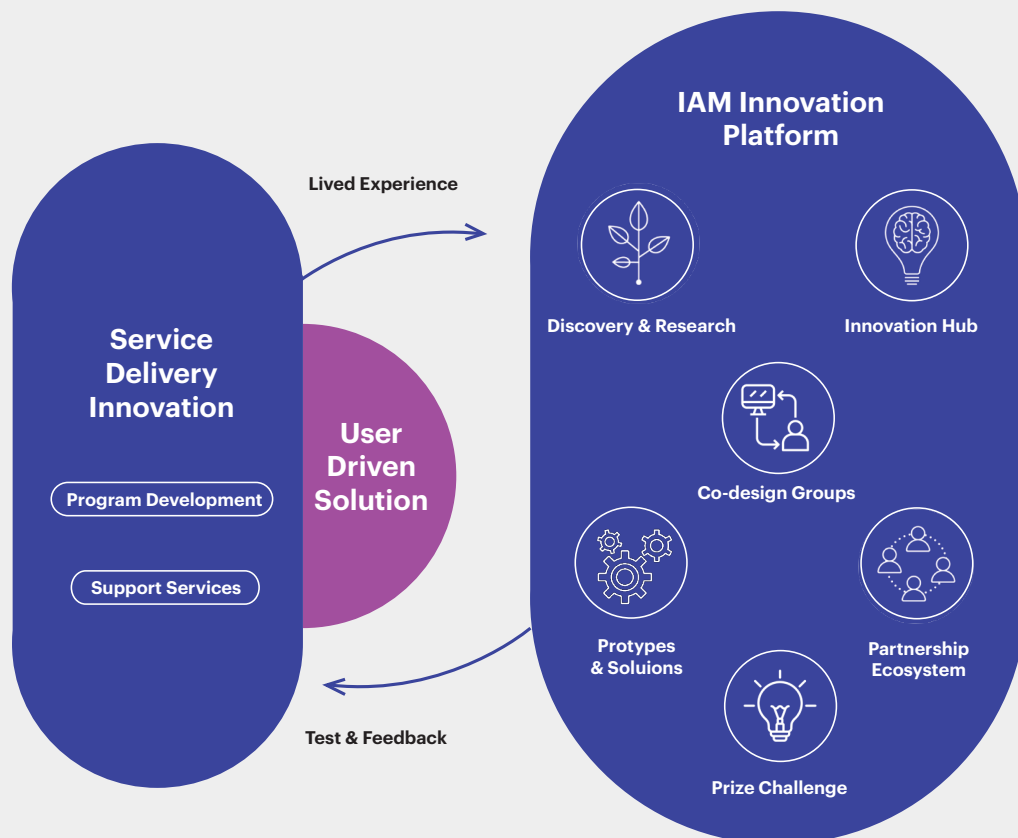 IAM Innovation
Platform
Lived Experience
Discovery & Research
Innovation Hub
Service
Delivery
Innovation
User
Driven
Solution
Program Development
Support Services
Co-design Groups
Protypes
& Soluions
Partnership
Ecosystem
Test & Feedback
Prize Challenge